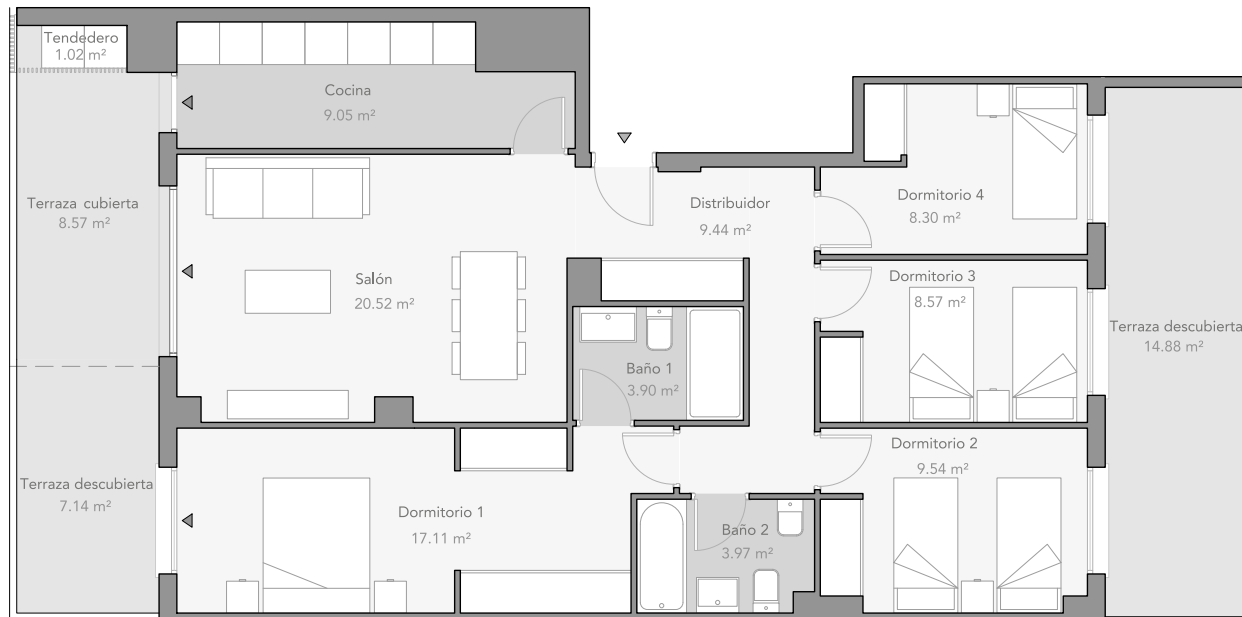 Tendedero
1.02 m²
Cocina
9.05 m²
Terraza cubierta
8.57 m²
Distribuidor
9.44 m²
Dormitorio 4
8.30 m²
Salón
20.52 m²
Dormitorio 3
8.57 m²
Terraza descubierta
14.88 m²
Baño 1
3.90 m²
Terraza descubierta
7.14 m²
Dormitorio 1
17.11 m²
Baño 2
3.97 m²
Dormitorio 2
9.54 m²